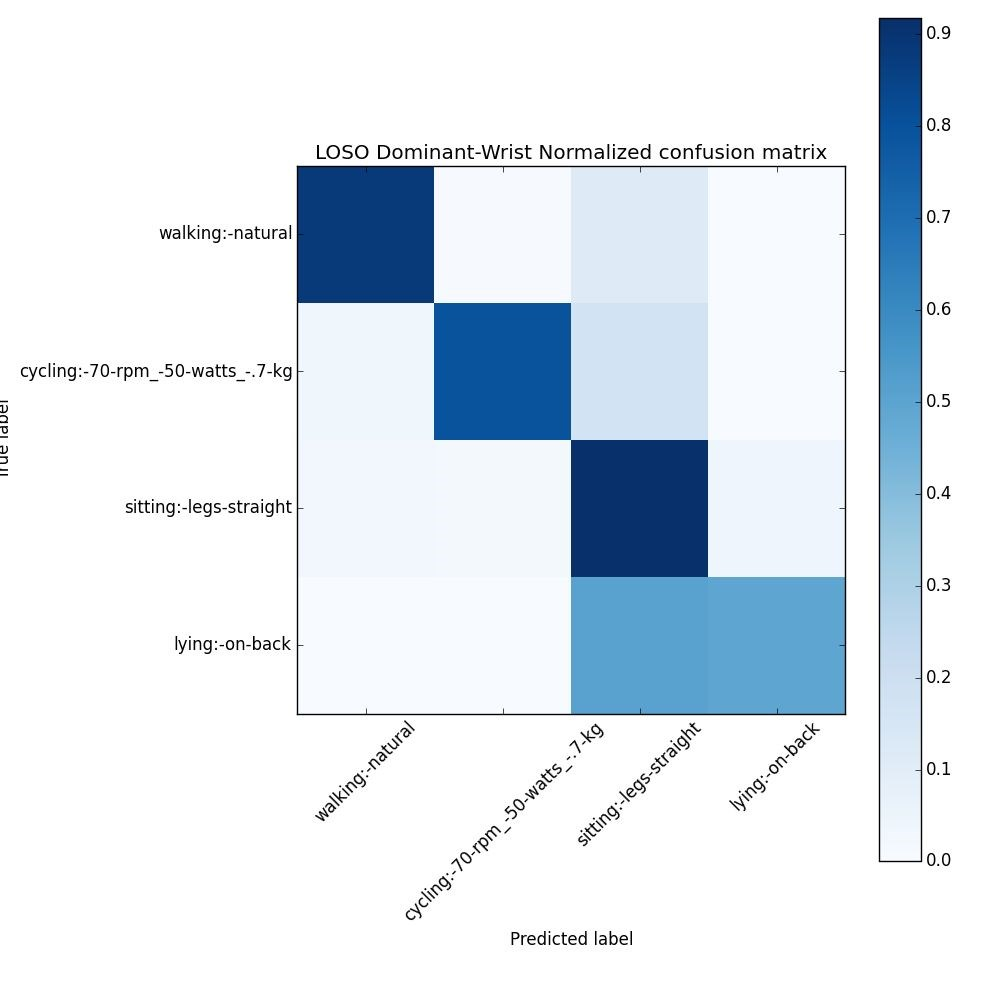 LOSO Dominant-Wrist Normalized confusion matrix
walking:-natural
cycling:-70-rpm_-50-watts_-.7-kg
sitting:-legs-straight
lying:-on-back
True label
walking:-natural
cycling:-70-rpm_-50-watts_-.7-kg
sitting:-legs-straight
lying:-on-back
Predicted label
0.9
0.8
0.7
0.6
0.5
0.4
0.3
0.2
0.1
0.0